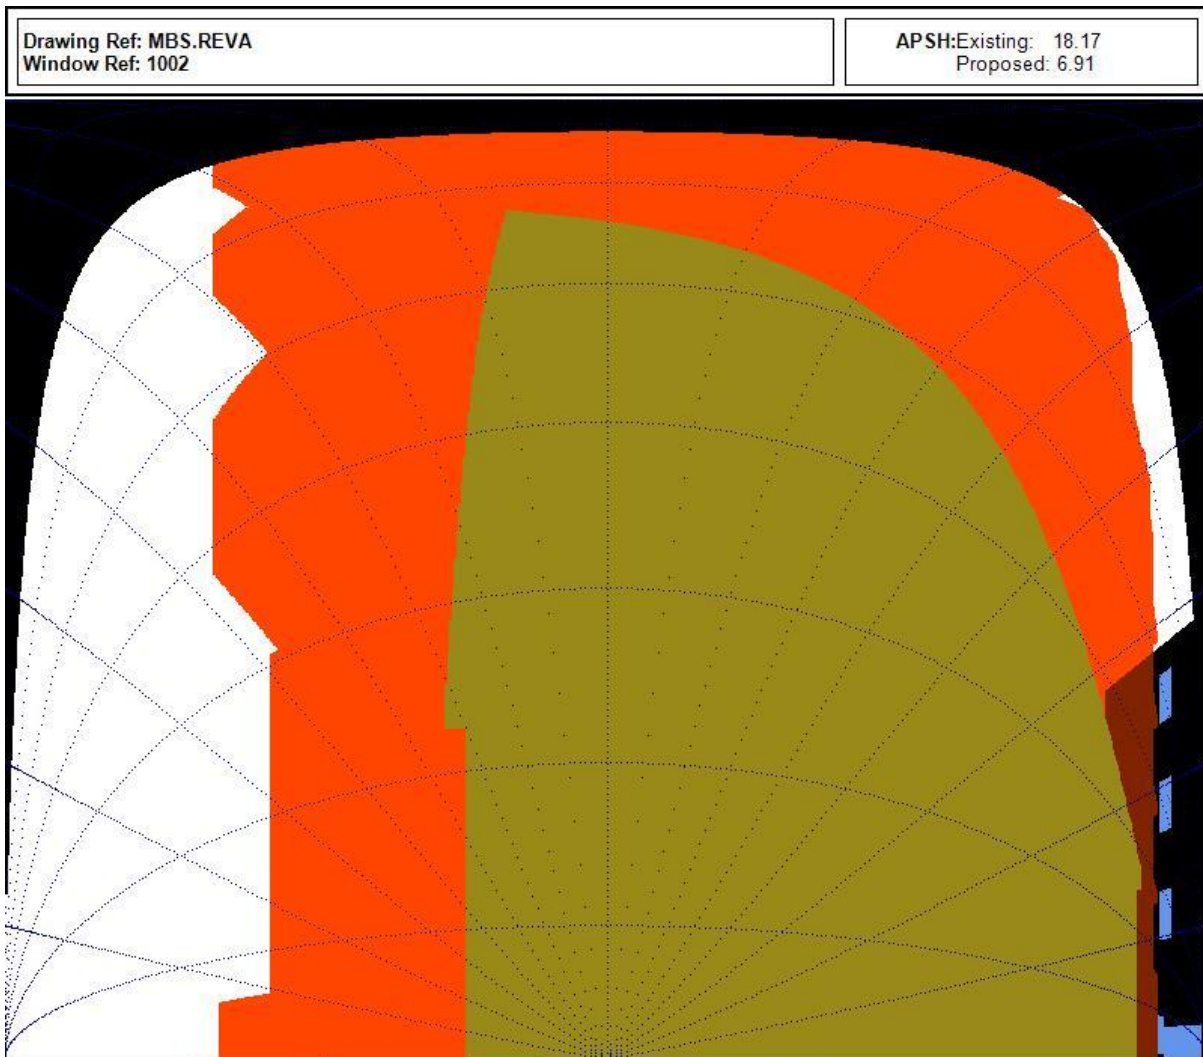 Drawing Ref: MBS.REVA
Window Ref: 1002
APSH:Existing: 18.17
Proposed: 6.91